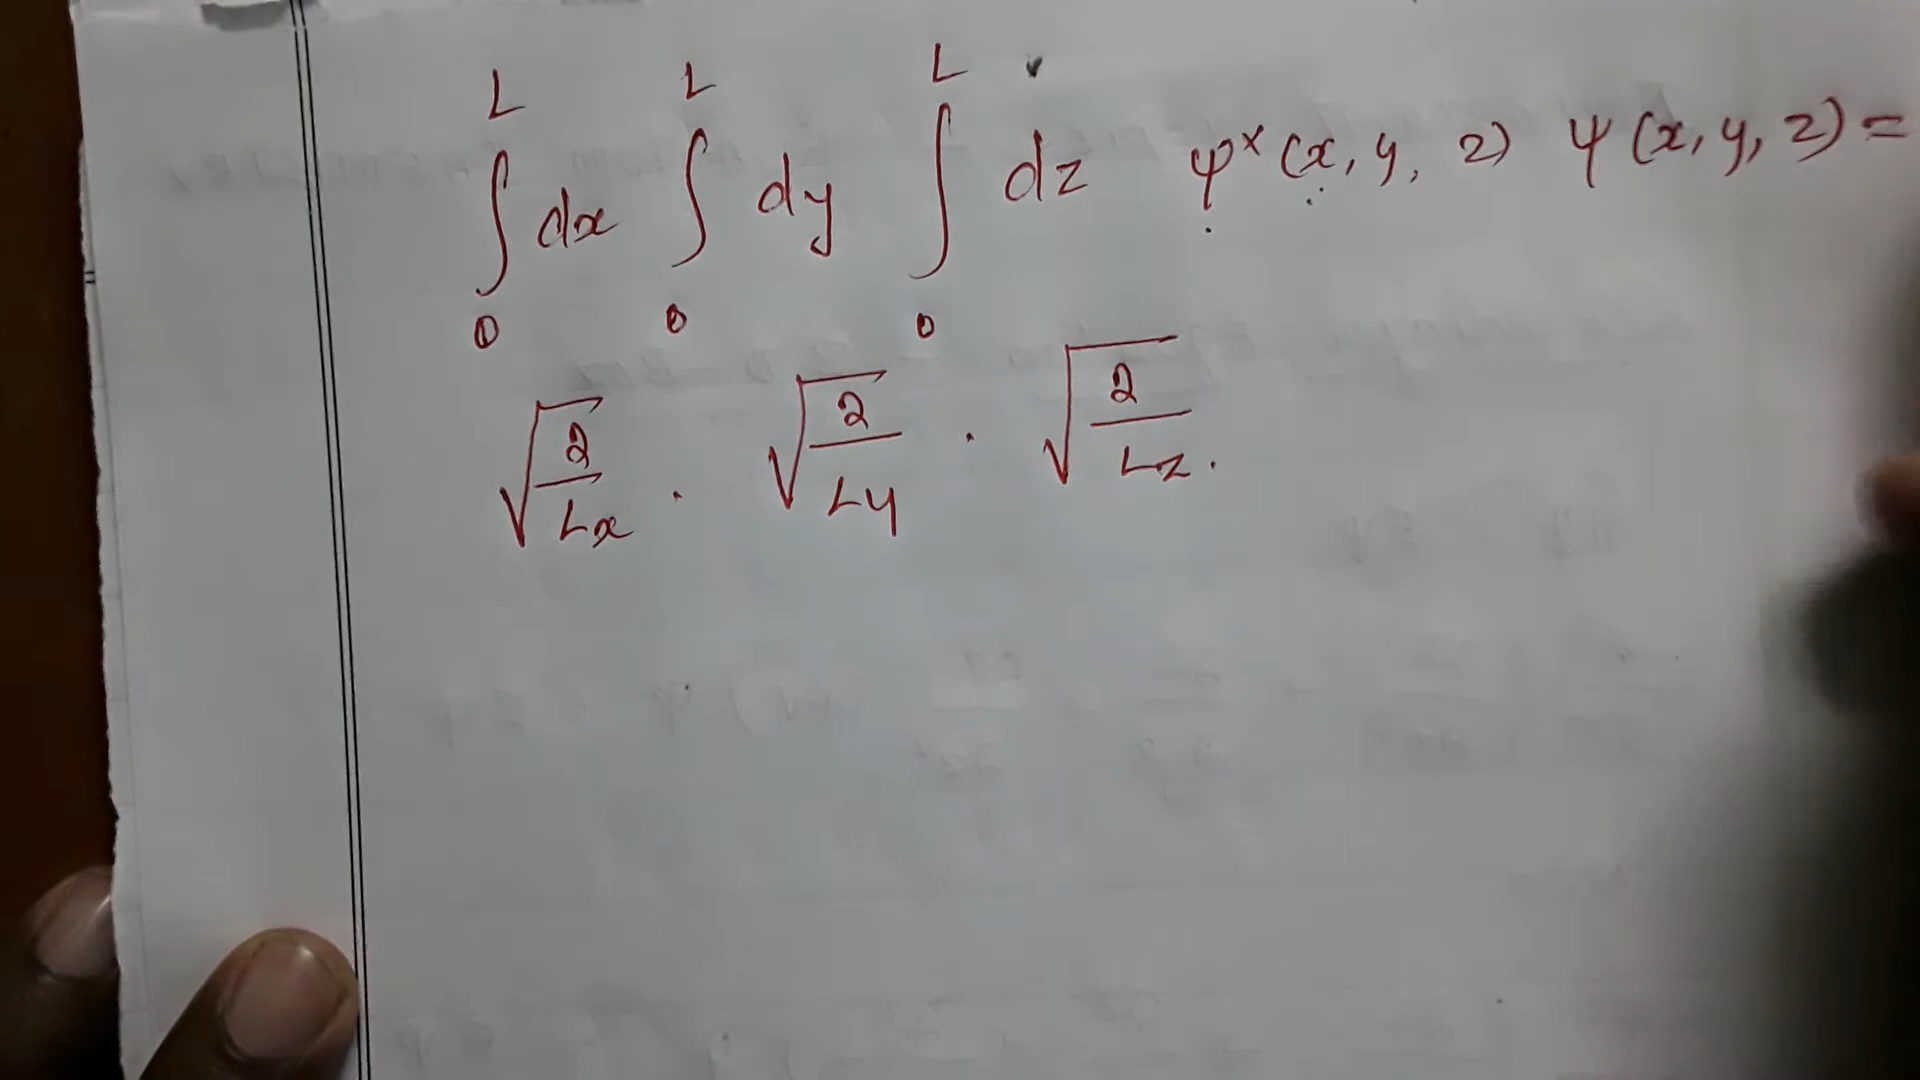 ∫₀ᴸ dx ∫₀ᴸ dy ∫₀ᴸ dz ψ* (x, y, z) ψ (x, y, z) =
√(2/Lx) . √(2/Ly) . √(2/Lz) .